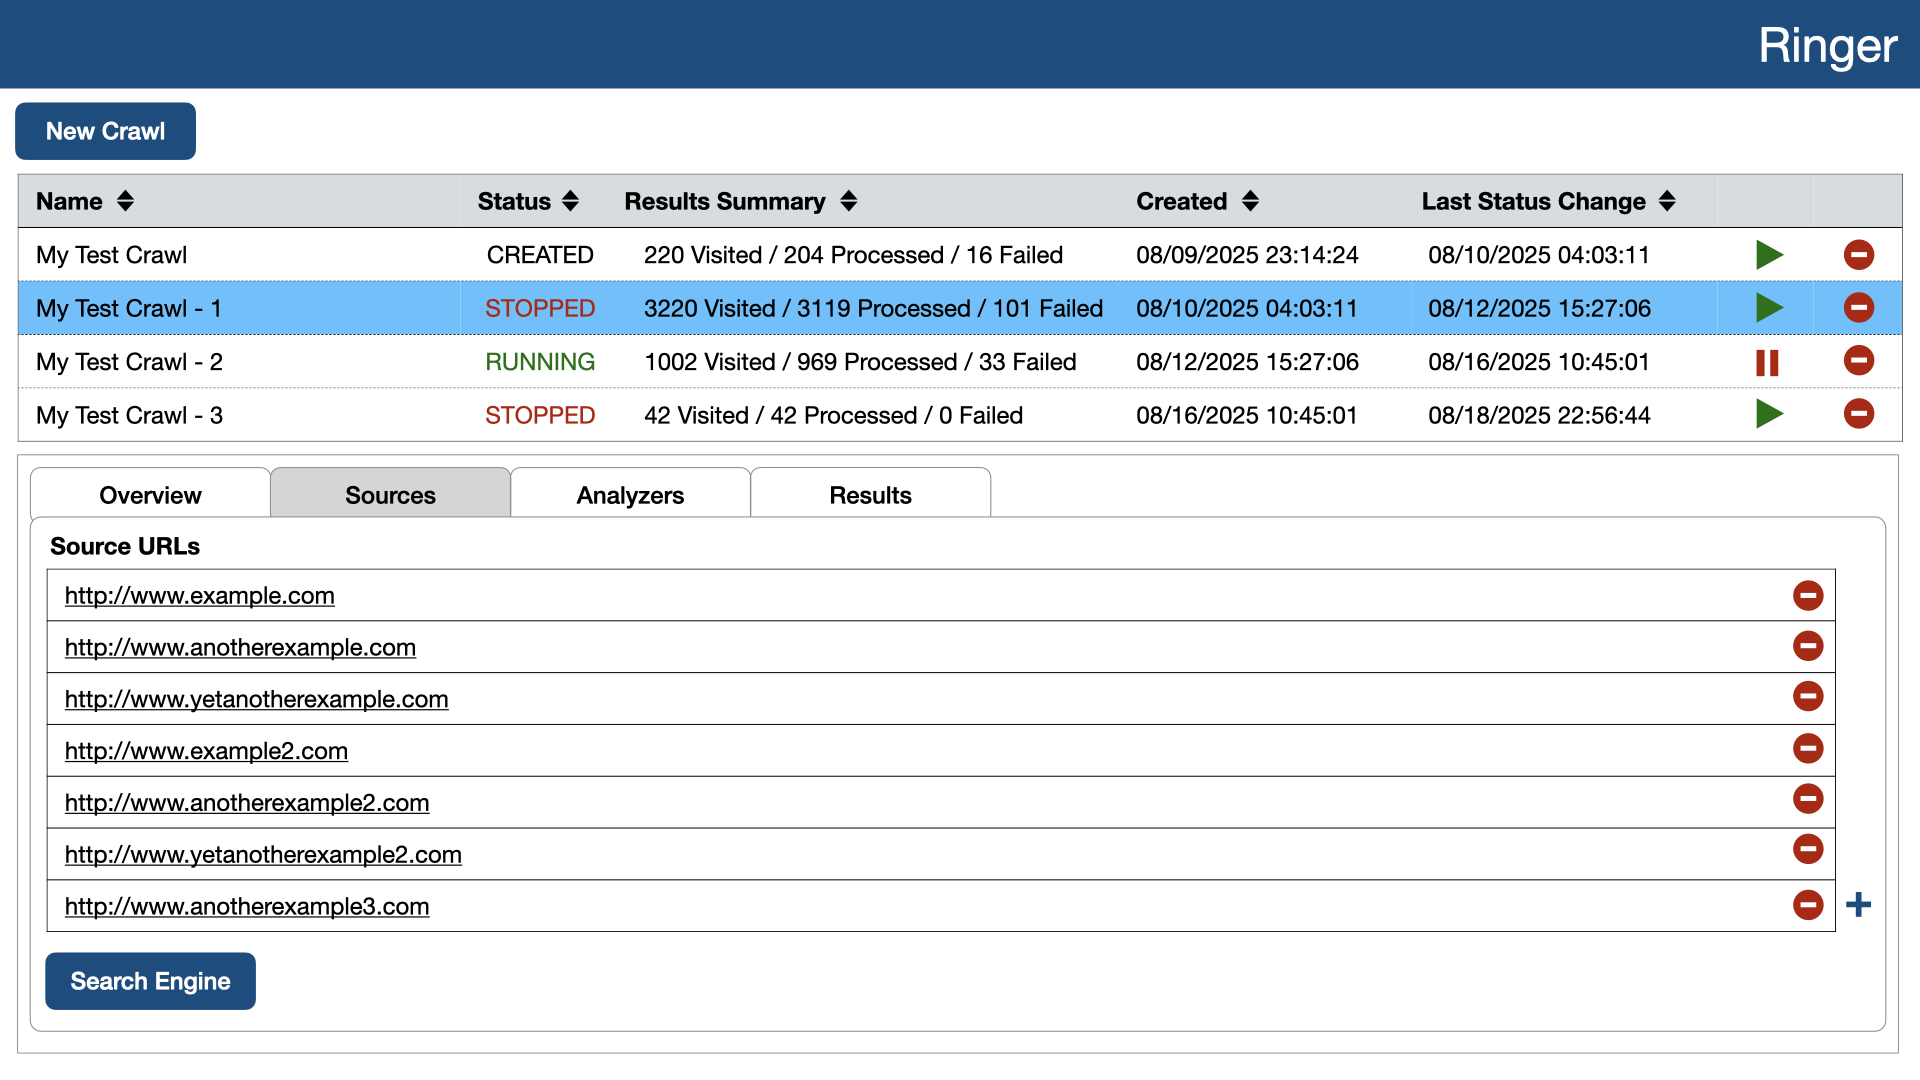 Ringer
New Crawl
Name Status Results Summary Created Last Status Change
My Test Crawl CREATED 220 Visited / 204 Processed / 16 Failed 08/09/2025 23:14:24 08/10/2025 04:03:11
My Test Crawl - 1 STOPPED 3220 Visited / 3119 Processed / 101 Failed 08/10/2025 04:03:11 08/12/2025 15:27:06
My Test Crawl - 2 RUNNING 1002 Visited / 969 Processed / 33 Failed 08/12/2025 15:27:06 08/16/2025 10:45:01
My Test Crawl - 3 STOPPED 42 Visited / 42 Processed / 0 Failed 08/16/2025 10:45:01 08/18/2025 22:56:44
Overview Sources Analyzers Results
Source URLs
http://www.example.com
http://www.anotherexample.com
http://www.yetanotherexample.com
http://www.example2.com
http://www.anotherexample2.com
http://www.yetanotherexample2.com
http://www.anotherexample3.com
Search Engine